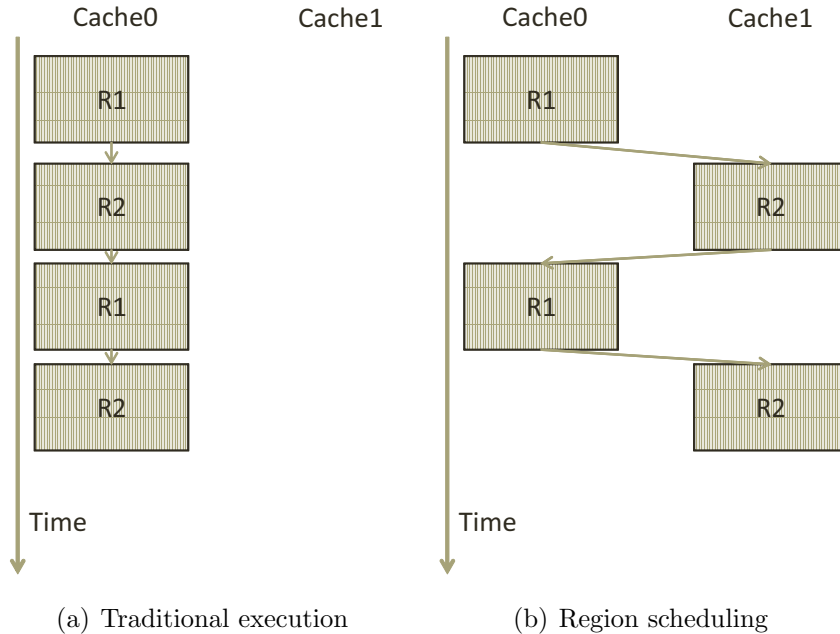 Cache0 Cache1
R1
R2
R1
R2
Time
(a) Traditional execution
Cache0 Cache1
R1
R2
R1
R2
Time
(b) Region scheduling